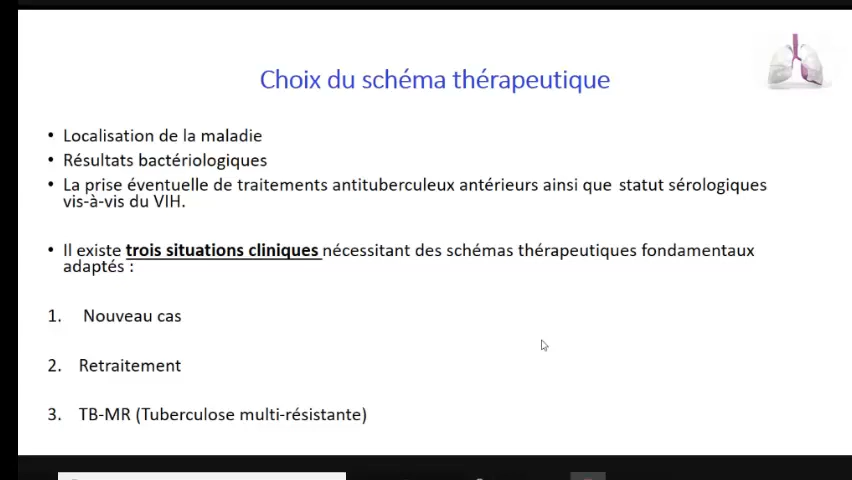 Choix du schéma thérapeutique
• Localisation de la maladie
• Résultats bactériologiques
• La prise éventuelle de traitements antituberculeux antérieurs ainsi que statut sérologiques
vis-à-vis du VIH.
• Il existe trois situations cliniques nécessitant des schémas thérapeutiques fondamentaux
adaptés :
1. Nouveau cas
2. Retraitement
3. TB-MR (Tuberculose multi-résistante)